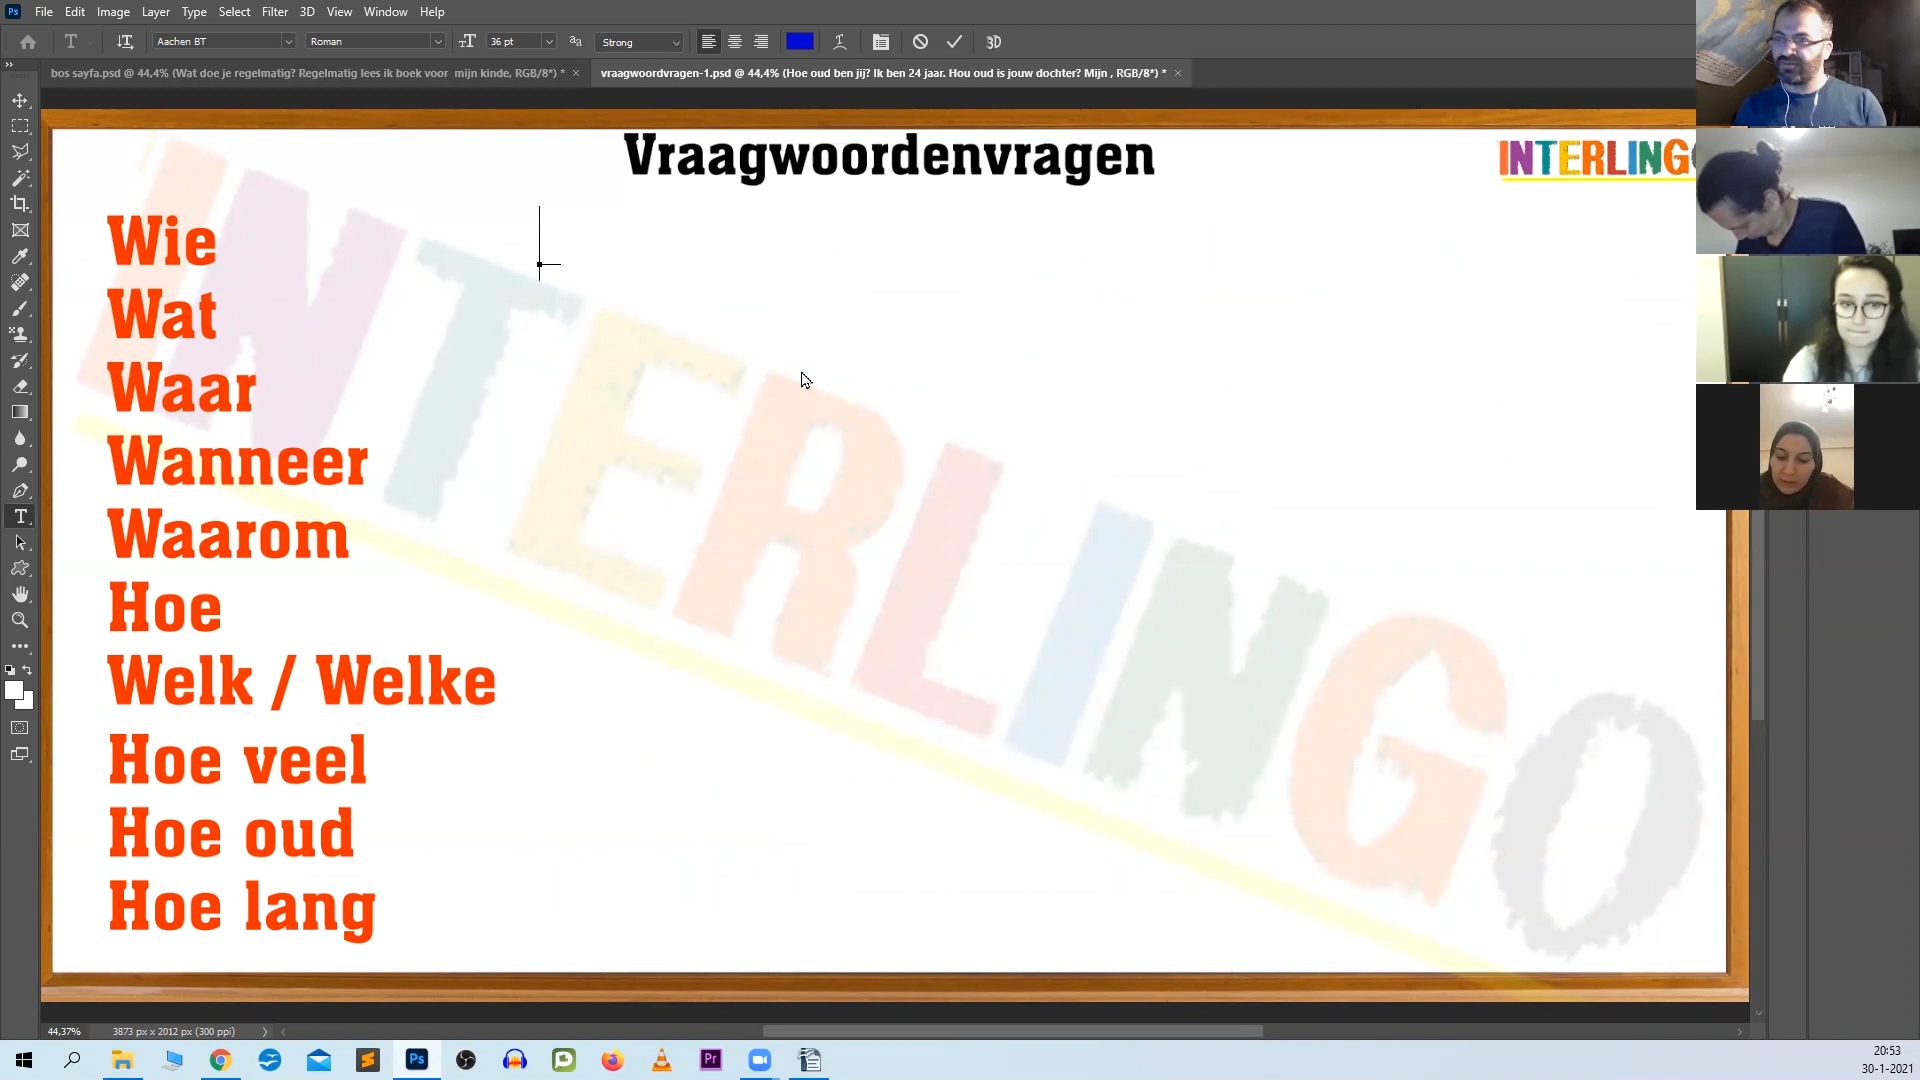 Ps File Edit Image Layer Type Select Filter 3D View Window Help
T Aachen BT Roman 36 pt Strong 3D
bos sayfa.psd @ 44,4% (Wat doe je regelmatig? Regelmatig lees ik boek voor mijn kinde, RGB/8*) * × vraagwoordvragen-1.psd @ 44,4% (Hoe oud ben jij? Ik ben 24 jaar. Hou oud is jouw dochter? Mijn , RGB/8*) * ×
Vraagwoordenvragen
INTERLING
Wie
Wat
Waar
Wanneer
Waarom
Hoe
Welk / Welke
Hoe veel
Hoe oud
Hoe lang
INTERLINGO
44,37% 3873 px x 2012 px (300 ppi)
Ps Pr
20:53
30-1-2021